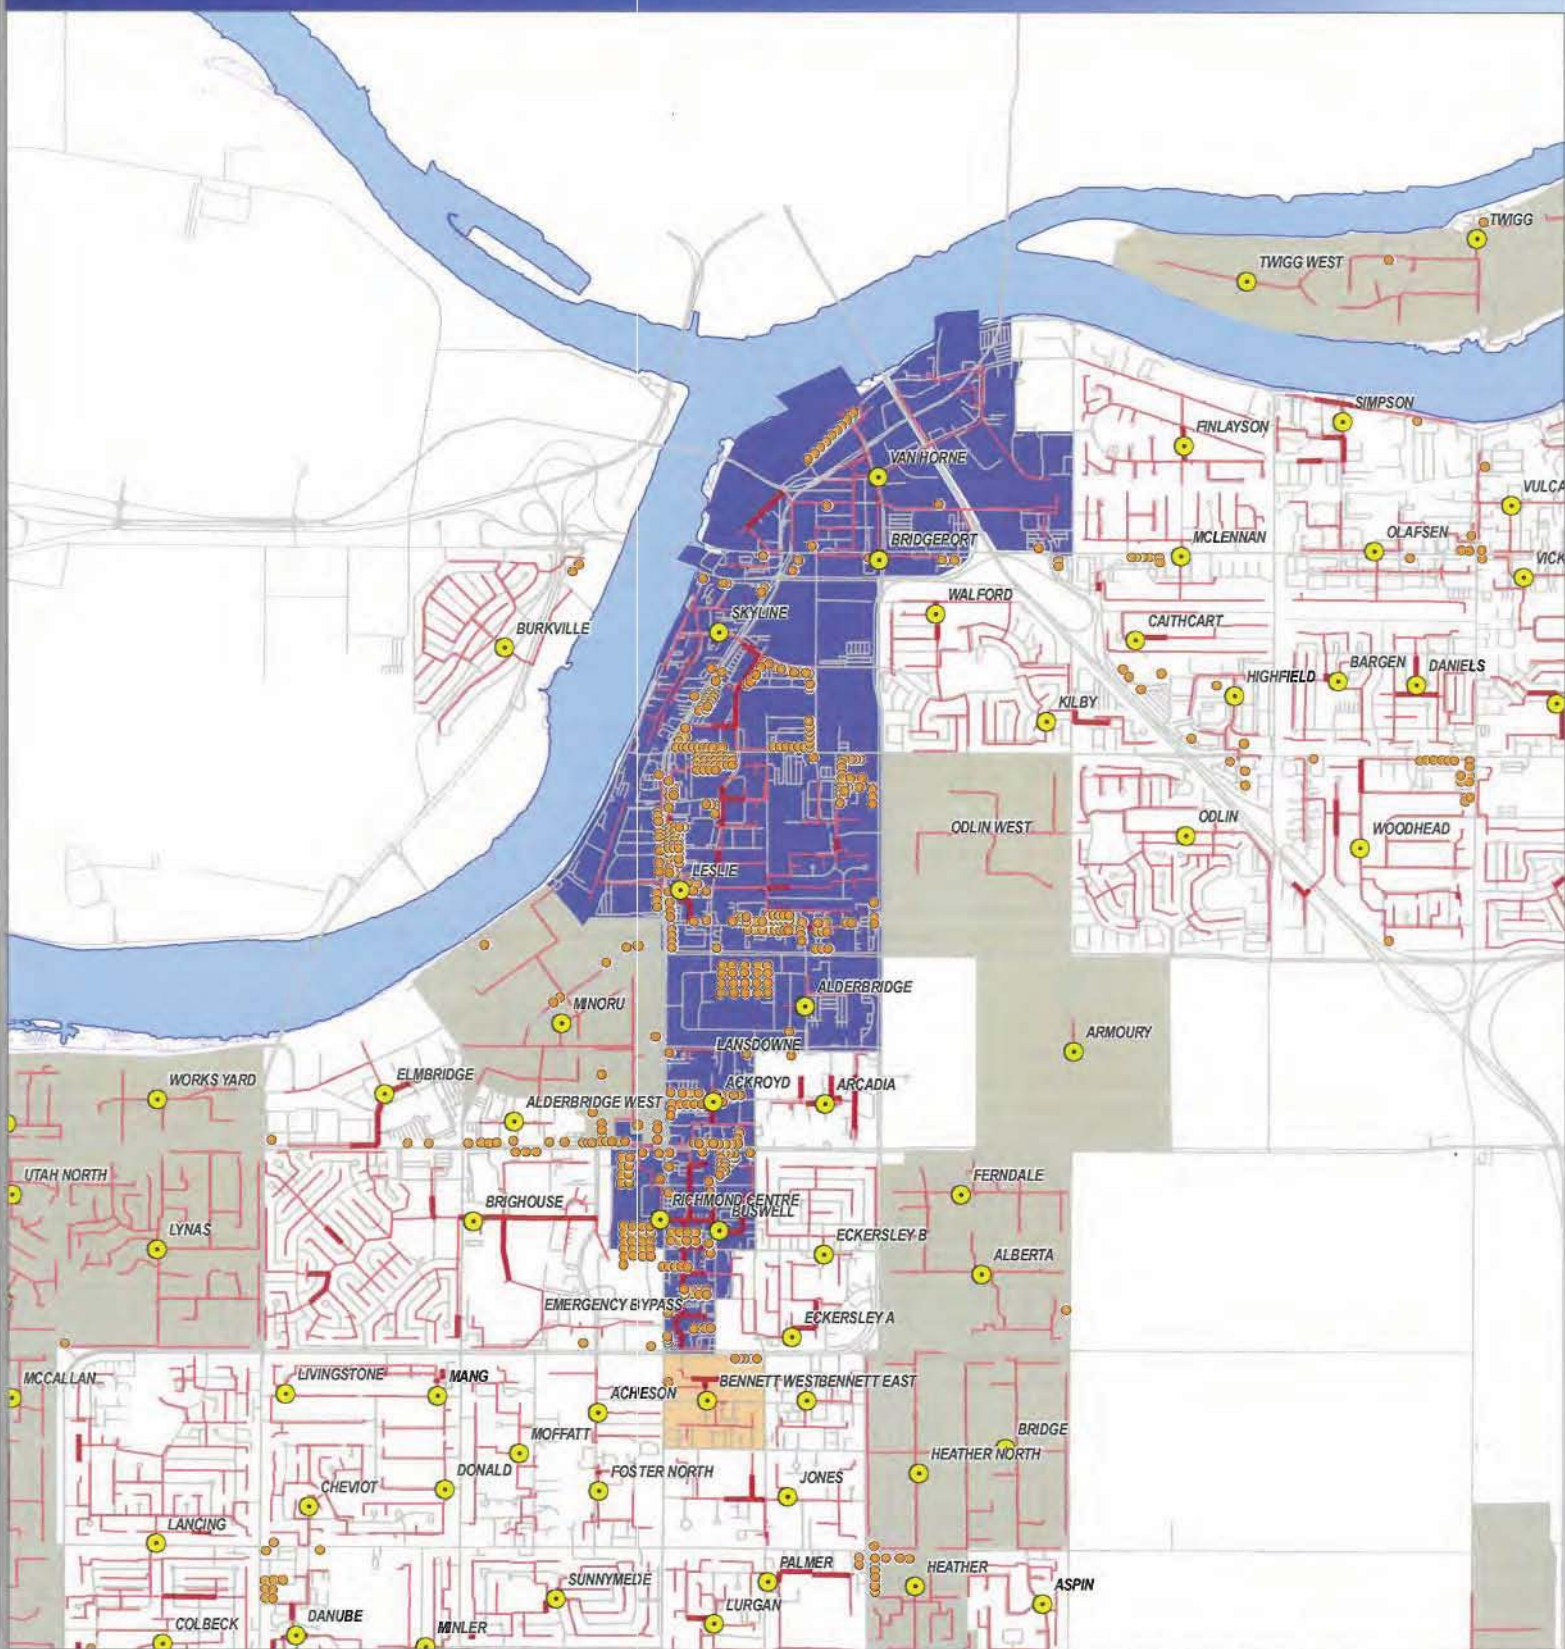 TWIGG
TWIGG WEST
SIMPSON
FINLAYSON
VAN HORNE
VULCA
OLAFSEN
MCLENNAN
BRIDGEPORT
VICK
WALFORD
SKYLINE
CAITHCART
BURKVILLE
BARGEN
DANIELS
HIGHFIELD
KILBY
ODLIN
ODLIN WEST
WOODHEAD
LESLIE
ALDERBRIDGE
MINORU
ARMOURY
LANSDOWNE
ELMBRIDGE
WORKS YARD
ACKROYD
ARCADIA
ALDERBRIDGE WEST
UTAH NORTH
FERNDALE
RICHMOND CENTRE
BRIGHOUSE
BUSWELL
LYNAS
ECKERSLEY B
ALBERTA
EMERGENCY BYPASS
ECKERSLEY A
LIVINGSTONE
MANG
MCCALLAN
BENNETT WEST
BENNETT EAST
ACHESON
BRIDGE
MOFFATT
HEATHER NORTH
DONALD
FOSTER NORTH
JONES
CHEVIOT
LANCING
PALMER
HEATHER
SUNNYMEDE
ASPIN
LURGAN
DANUBE
COLBECK
MINLER